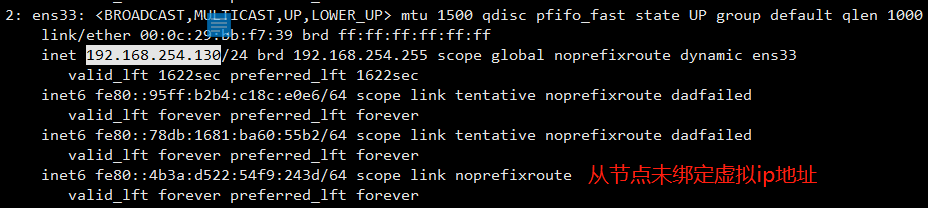 2: ens33: <BROADCAST,MULTICAST,UP,LOWER_UP> mtu 1500 qdisc pfifo_fast state UP group default qlen 1000
link/ether 00:0c:29:bb:f7:39 brd ff:ff:ff:ff:ff:ff
inet 192.168.254.130/24 brd 192.168.254.255 scope global noprefixroute dynamic ens33
valid_lft 1622sec preferred_lft 1622sec
inet6 fe80::95ff:b2b4:c18c:e0e6/64 scope link tentative noprefixroute dadfailed
valid_lft forever preferred_lft forever
inet6 fe80::78db:1681:ba60:55b2/64 scope link tentative noprefixroute dadfailed
valid_lft forever preferred_lft forever
inet6 fe80::4b3a:d522:54f9:243d/64 scope link noprefixroute 从节点未绑定虚拟ip地址
valid_lft forever preferred_lft forever